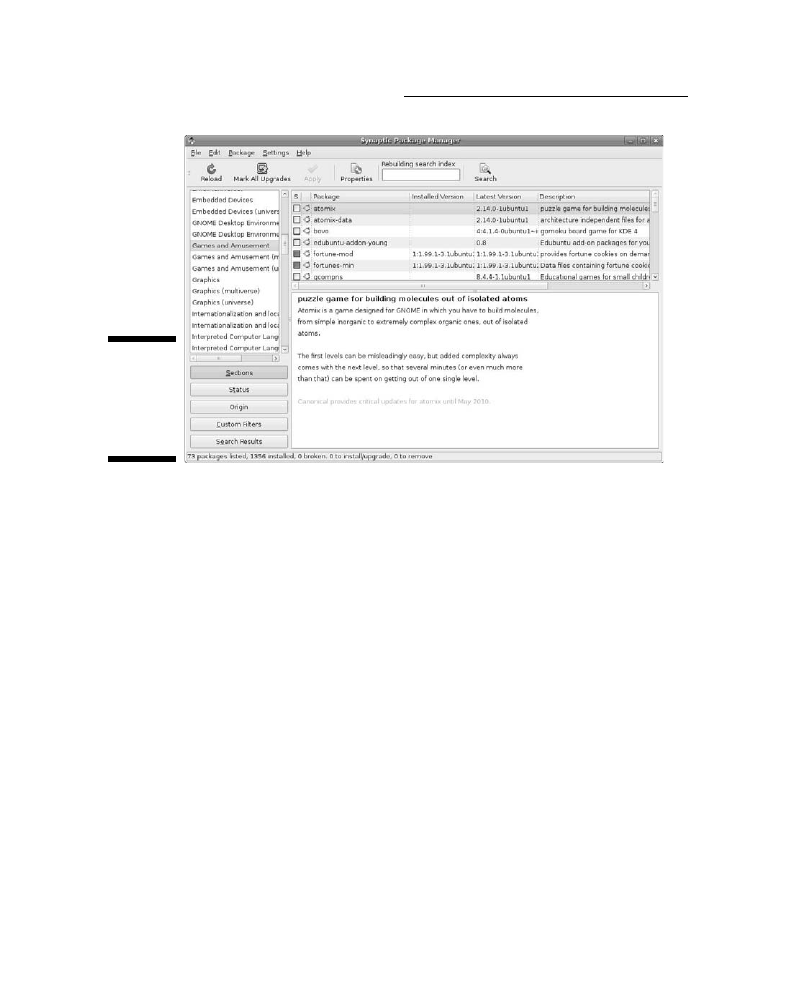 Synaptic Package Manager
File Edit Package Settings Help
Reload Mark All Upgrades Apply Properties Rebuilding search index Search
Embedded Devices
Embedded Devices (univers
GNOME Desktop Environme
GNOME Desktop Environme
Games and Amusement
Games and Amusement (m
Games and Amusement (u
Graphics
Graphics (multiverse)
Graphics (universe)
Internationalization and loca
Internationalization and loca
Interpreted Computer Lang
Interpreted Computer Lang
Sections
Status
Origin
Custom Filters
Search Results
S Package Installed Version Latest Version Description
atomix 2.14.0-1ubuntu1 puzzle game for building molecules
atomix-data 2.14.0-1ubuntu1 architecture independent files for a
bovo 4:4.1.4-0ubuntu1~i gomoku board game for KDE 4
edubuntu-addon-young 0.8 Edubuntu add-on packages for you
fortune-mod 1:1.99.1-3.1ubuntu 1:1.99.1-3.1ubuntu provides fortune cookies on deman
fortunes-min 1:1.99.1-3.1ubuntu 1:1.99.1-3.1ubuntu Data files containing fortune cooki
gcompris 8.4.4-1.1ubuntu1 Educational games for small childr
puzzle game for building molecules out of isolated atoms
Atomix is a game designed for GNOME in which you have to build molecules,
from simple inorganic to extremely complex organic ones, out of isolated
atoms.
The first levels can be misleadingly easy, but added complexity always
comes with the next level, so that several minutes (or even much more
than that) can be spent on getting out of one single level.
Canonical provides critical updates for atomix until May 2010.
73 packages listed, 1356 installed, 0 broken. 0 to install/upgrade, 0 to remove